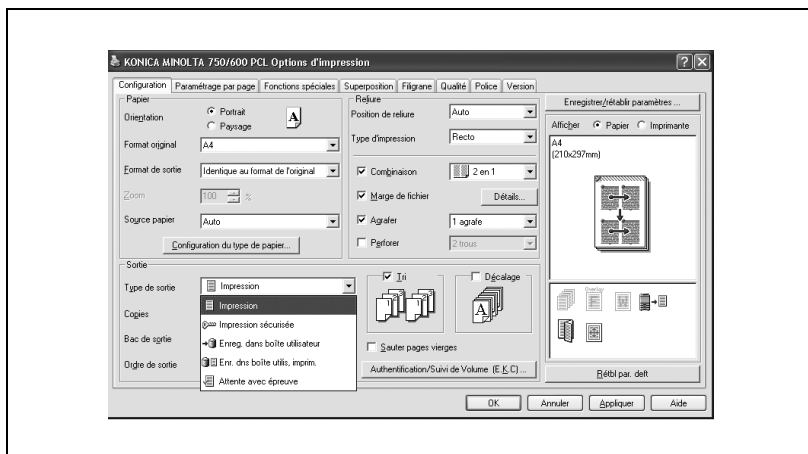 KONICA MINOLTA 750/600 PCL Options d'impression
Configuration Paramétrage par page Fonctions spéciales Superposition Filigrane Qualité Police Version
Papier
Orientation
Portrait
Paysage
Format original A4
Format de sortie Identique au format de l'original
Zoom 100 %
Source papier Auto
Configuration du type de papier...
Reliure
Position de reliure Auto
Type d'impression Recto
Combinaison 2 en 1
Marge de fichier Détails...
Agrafer 1 agrafe
Perforer 2 trous
Sortie
Type de sortie Impression
Impression
Impression sécurisée
Enreg. dans boîte utilisateur
Enr. dns boîte utilis, imprim.
Attente avec épreuve
Copies
Bac de sortie
Ordre de sortie
Tri
Décalage
A
Sauter pages vierges
Authentification/Suivi de Volume (E.K.C)...
Enregistrer/rétablir paramètres ...
Afficher Papier Imprimante
A4
(210x297mm)
Overlay
Rétbl par. deft
OK Annuler Appliquer Aide